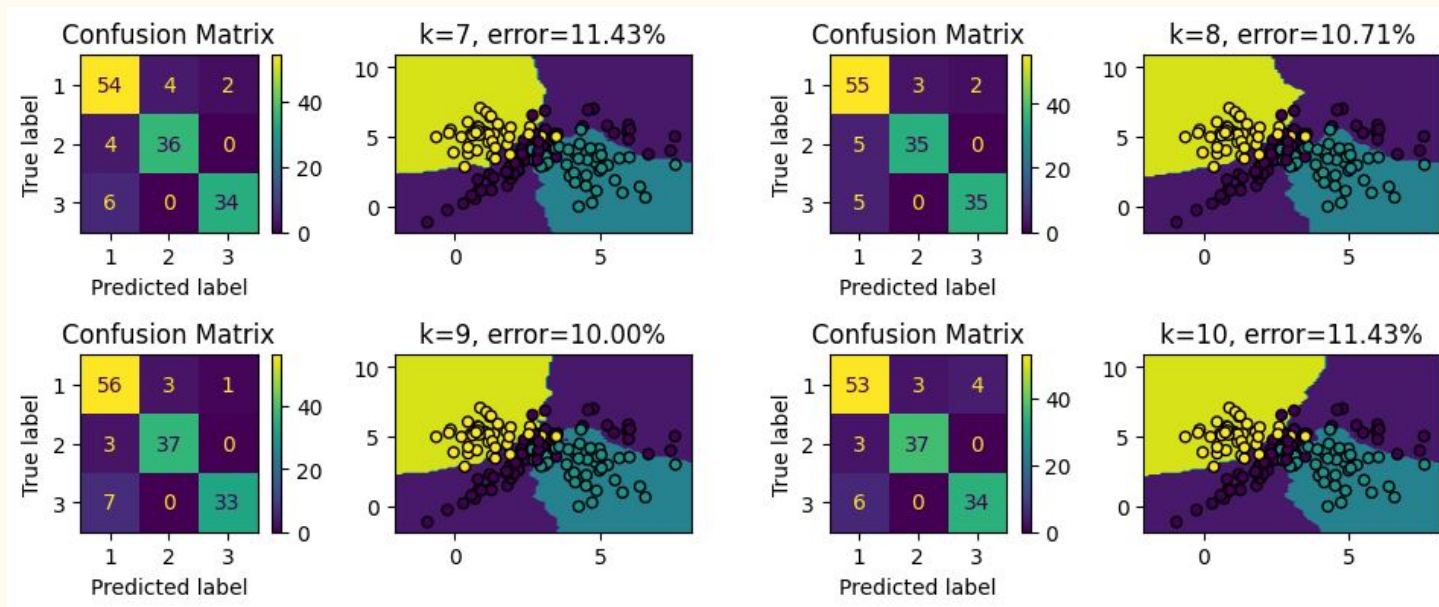 Confusion Matrix
k=7, error=11.43%
Confusion Matrix
k=8, error=10.71%
True label
1
2
3
54 4 2
4 36 0
6 0 34
40
20
0
1 2 3
Predicted label
10
5
0
0 5
True label
1
2
3
55 3 2
5 35 0
5 0 35
40
20
0
1 2 3
Predicted label
10
5
0
0 5
Confusion Matrix
k=9, error=10.00%
Confusion Matrix
k=10, error=11.43%
True label
1
2
3
56 3 1
3 37 0
7 0 33
40
20
0
1 2 3
Predicted label
10
5
0
0 5
True label
1
2
3
53 3 4
3 37 0
6 0 34
40
20
0
1 2 3
Predicted label
10
5
0
0 5